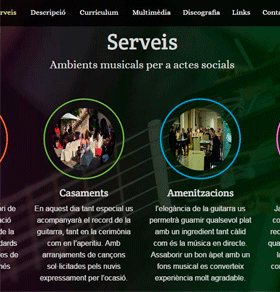 rveis Descripció Currículum Multimèdia Discografia Links Conta
Serveis
Ambients musicals per a actes socials
Casaments
En aquest dia tant especial us
acompanyarà el record de la
guitarra, tant en la cerimònia
com en l'aperitiu. Amb
arranjaments de cançons
sol·licitades pels nuvis
expressament per l'ocasió.
Amenitzacions
l'elegància de la guitarra us
permetrà guarnir qualsevol plat
amb un ingredient tant càlid
com és la música en directe.
Assaborir un bon àpet amb un
fons musical es converteix
experiència molt agradable.